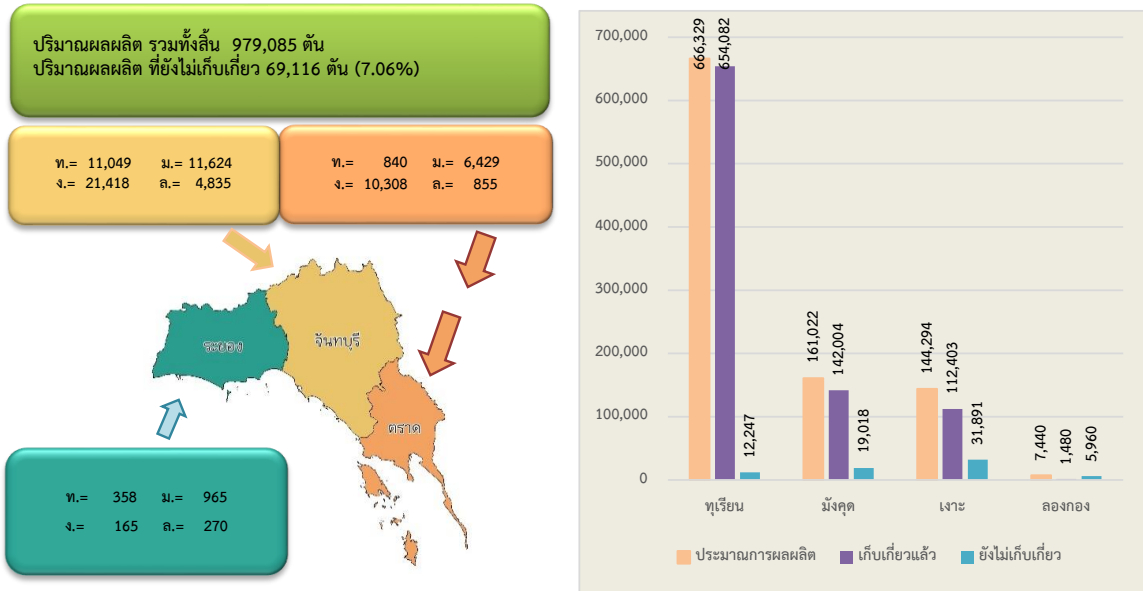 ปริมาณผลผลิต รวมทั้งสิ้น 979,085 ตัน
ปริมาณผลผลิต ที่ยังไม่เก็บเกี่ยว 69,116 ตัน (7.06%)
ท.= 11,049 ม.= 11,624
ง.= 21,418 ล.= 4,835
ท.= 840 ม.= 6,429
ง.= 10,308 ล.= 855
ระยอง
จันทบุรี
ตราด
ท.= 358 ม.= 965
ง.= 165 ล.= 270
700,000
600,000
500,000
400,000
300,000
200,000
100,000
0
666,329
654,082
12,247
161,022
142,004
19,018
144,294
112,403
31,891
7,440
1,480
5,960
ทุเรียน
มังคุด
เงาะ
ลองกอง
ประมาณการผลผลิต
เก็บเกี่ยวแล้ว
ยังไม่เก็บเกี่ยว